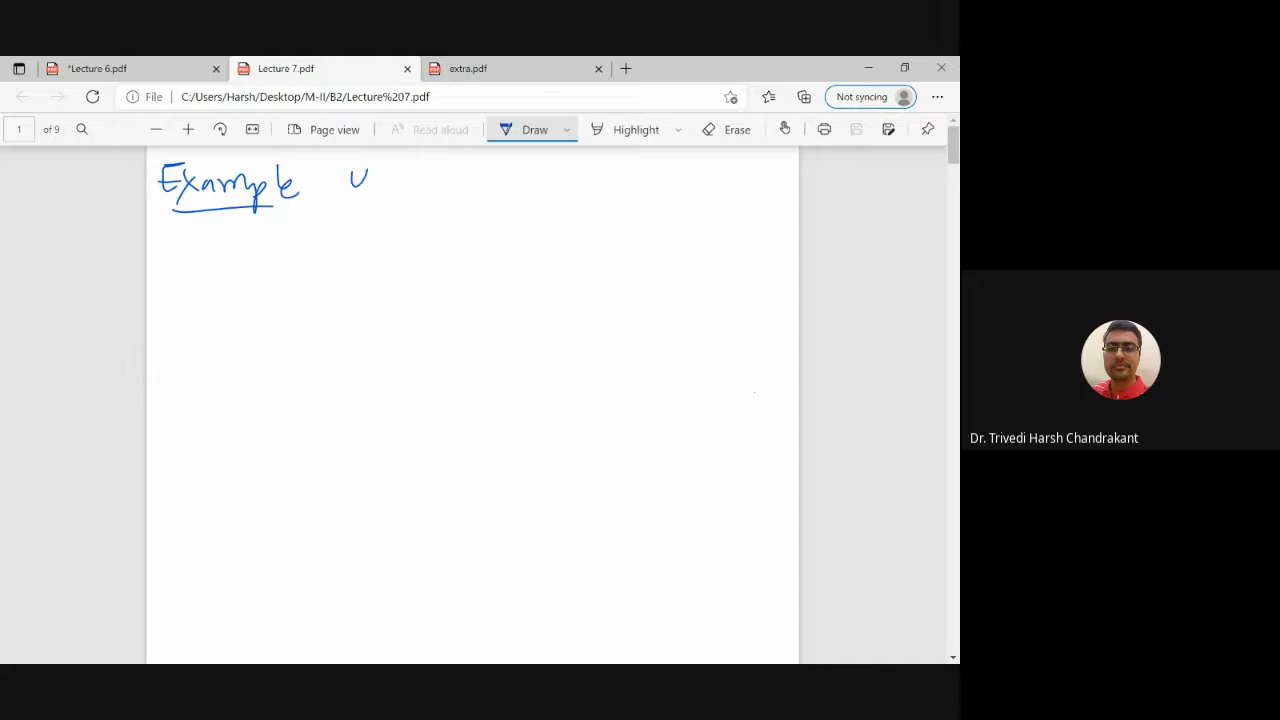 *Lecture 6.pdf Lecture 7.pdf extra.pdf
File C:/Users/Harsh/Desktop/M-II/B2/Lecture%207.pdf Not syncing
1 of 9 Page view Read aloud Draw Highlight Erase
Example U
Dr. Trivedi Harsh Chandrakant